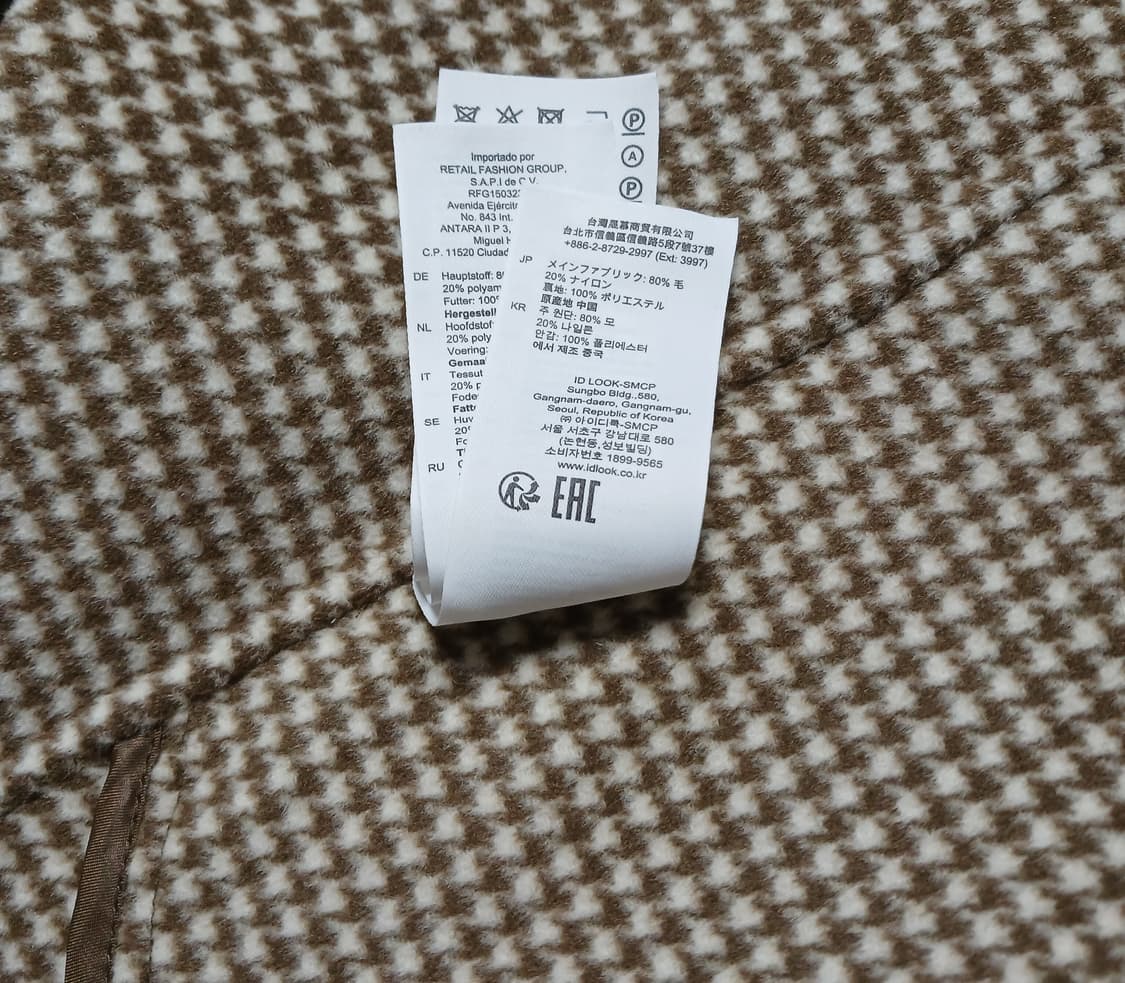 P
A
P
Importado por
RETAIL FASHION GROUP,
S.A.P.I de C.V.
RFG15032
Avenida Ejércit
No. 843 Int.
ANTARA II P 3,
Miguel H
C.P. 11520 Ciudad
DE Hauptstoff: 8
20% polyam
Futter: 100
Hergestell
NL Hoofdstof
20% poly
Voering:
Gemaa
IT Tessut
20% p
Fode
Fatt
SE Huv
20
Fo
T
RU
台灣晟慕商貿有限公司
台北市信義區信義路5段7號37樓
+886-2-8729-2997 (Ext: 3997)
JP メインファブリック: 80% 毛
20% ナイロン
裏地: 100% ポリエステル
原産地 中国
KR 주 원단: 80% 모
20% 나일론
안감: 100% 폴리에스터
에서 제조 중국
ID LOOK-SMCP
Sungbo Bldg.,580,
Gangnam-daero, Gangnam-gu,
Seoul, Republic of Korea
㈜ 아이디룩-SMCP
서울 서초구 강남대로 580
(논현동,성보빌딩)
소비자번호 1899-9565
www.idlook.co.kr
EAC